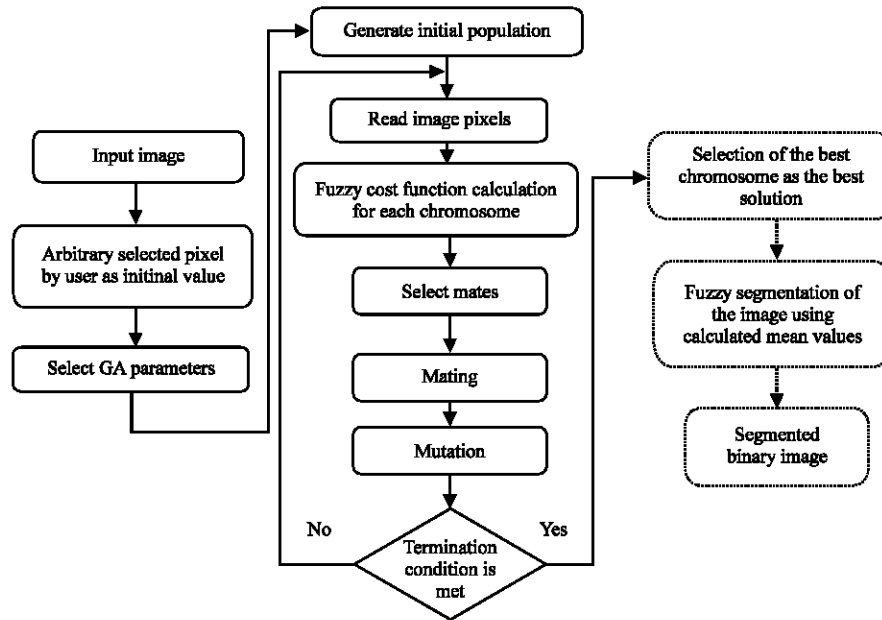 Input image
Arbitrary selected pixel
by user as initinal value
Select GA parameters
Generate initial population
Read image pixels
Fuzzy cost function calculation
for each chromosome
Select mates
Mating
Mutation
No
Yes
Termination
condition is
met
Selection of the best
chromosome as the best
solution
Fuzzy segmentation of
the image using
calculated mean values
Segmented
binary image